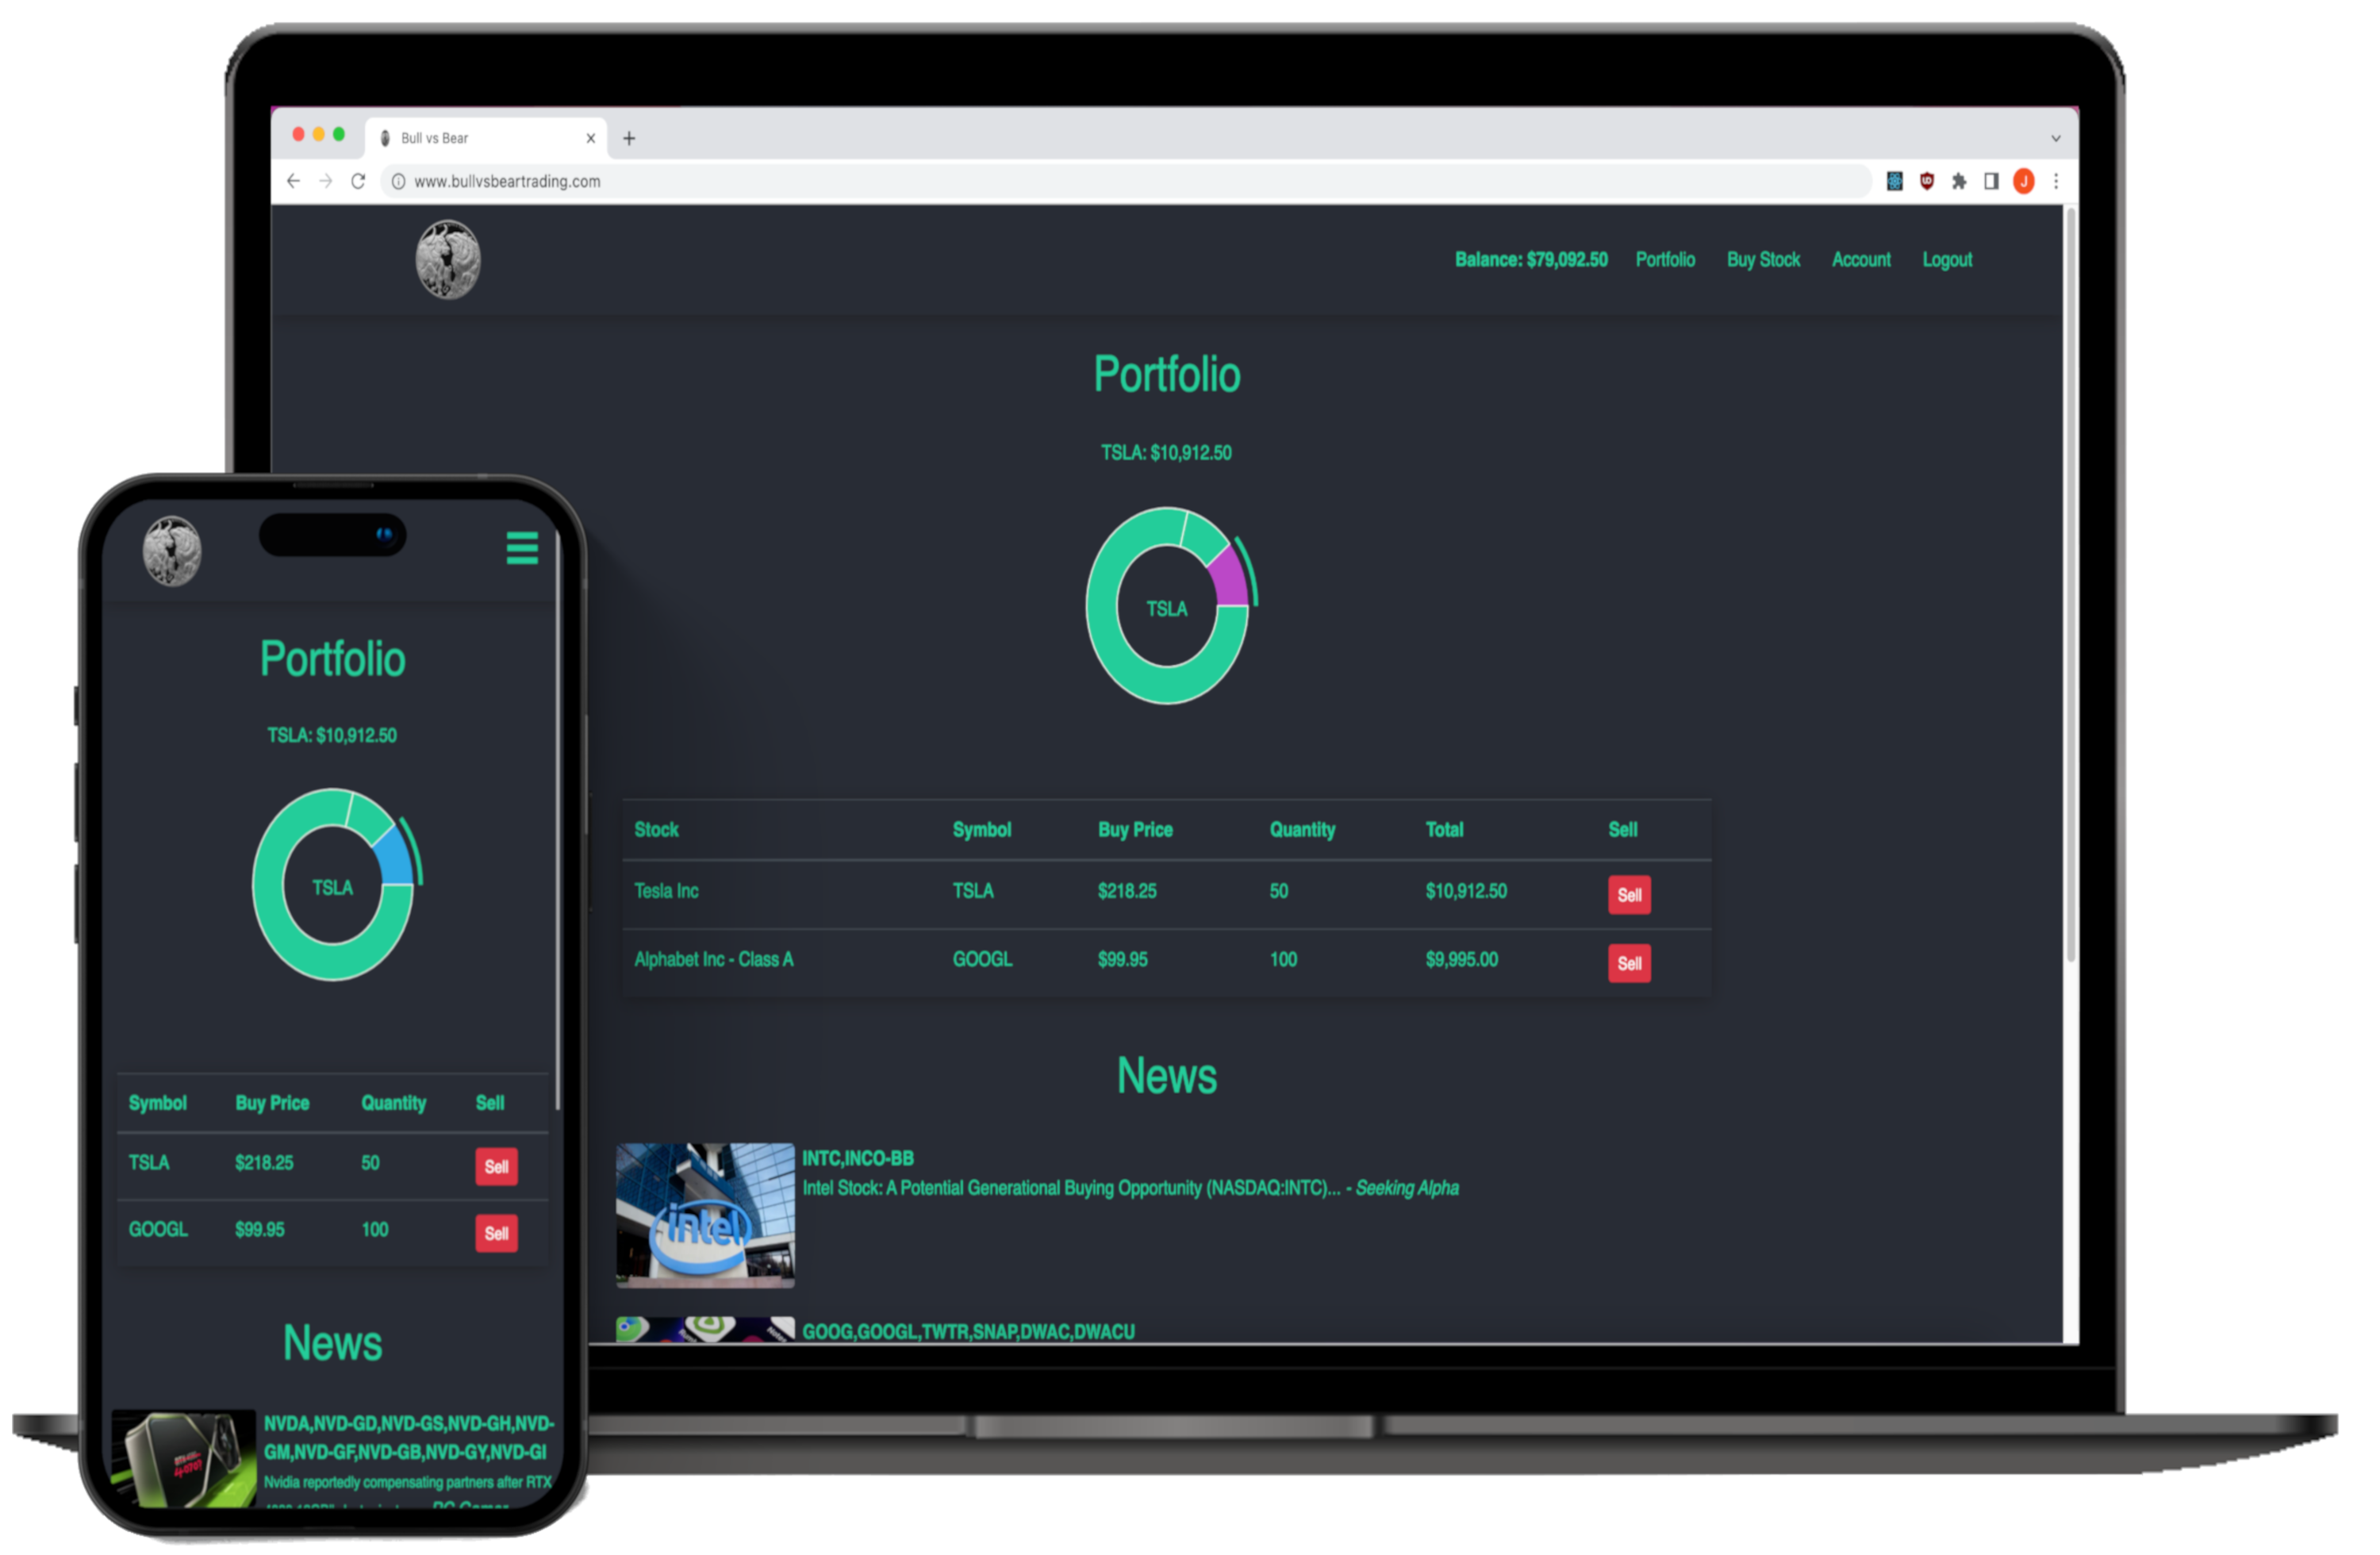 Bull vs Bear
www.bullvsbeartrading.com
J
Balance: $79,092.50 Portfolio Buy Stock Account Logout
Portfolio
TSLA: $10,912.50
TSLA
Stock Symbol Buy Price Quantity Total Sell
Tesla Inc TSLA $218.25 50 $10,912.50 Sell
Alphabet Inc - Class A GOOGL $99.95 100 $9,995.00 Sell
News
intel
INTC,INCO-BB
Intel Stock: A Potential Generational Buying Opportunity (NASDAQ:INTC)... - Seeking Alpha
GOOG,GOOGL,TWTR,SNAP,DWAC,DWACU
Portfolio
TSLA: $10,912.50
TSLA
Symbol Buy Price Quantity Sell
TSLA $218.25 50 Sell
GOOGL $99.95 100 Sell
News
NVDA,NVD-GD,NVD-GS,NVD-GH,NVD-
GM,NVD-GF,NVD-GB,NVD-GY,NVD-GI
Nvidia reportedly compensating partners after RTX